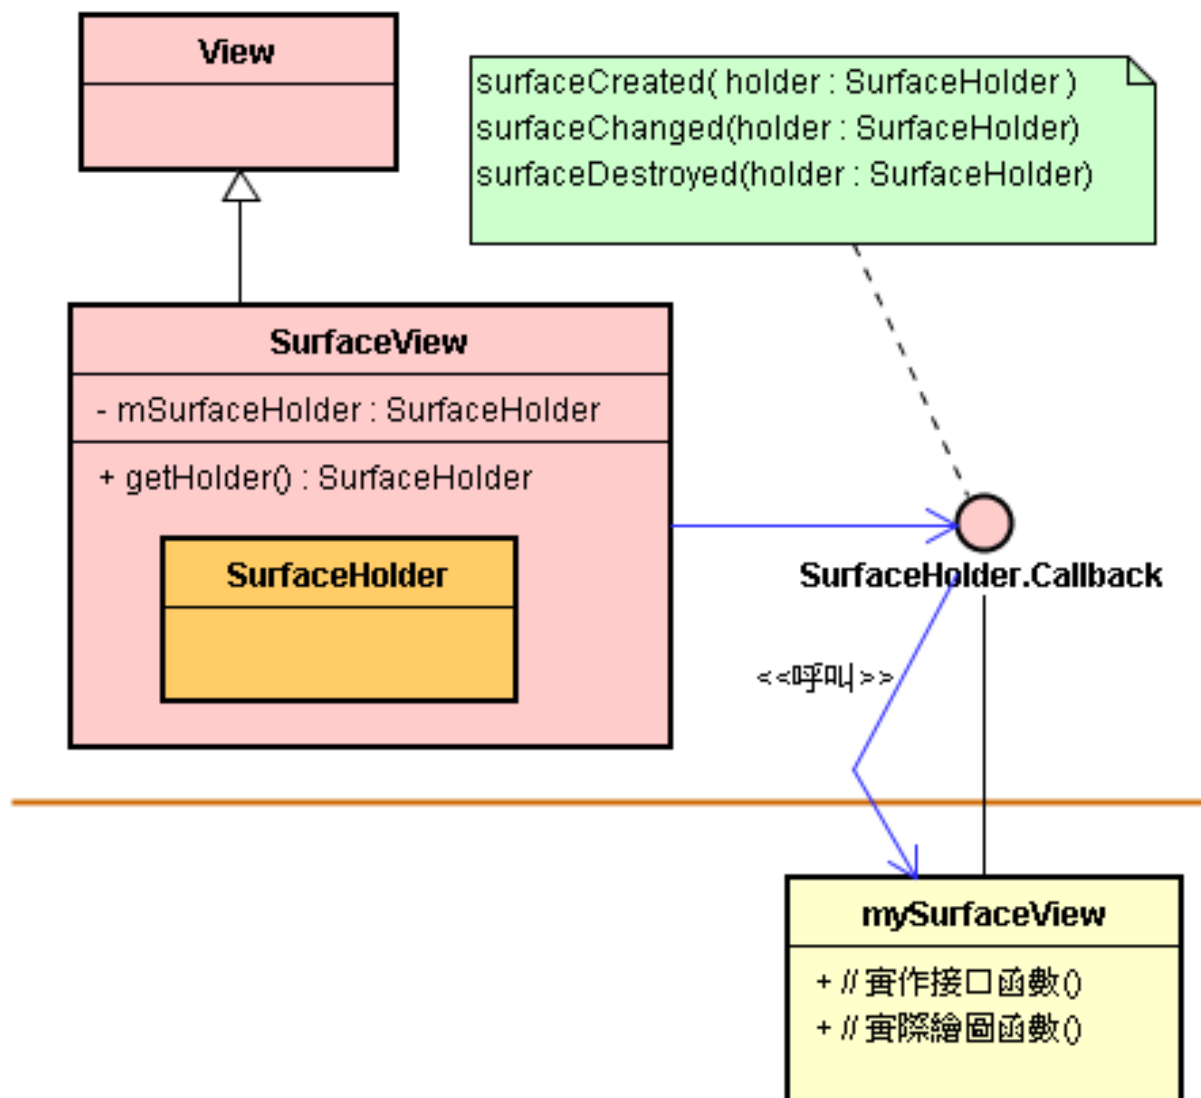 View
surfaceCreated( holder : SurfaceHolder )
surfaceChanged(holder : SurfaceHolder)
surfaceDestroyed(holder : SurfaceHolder)
SurfaceView
- mSurfaceHolder : SurfaceHolder
+ getHolder() : SurfaceHolder
SurfaceHolder
SurfaceHolder.Callback
<<呼叫>>
mySurfaceView
+ // 實作接口函數()
+ // 實際繪圖函數()